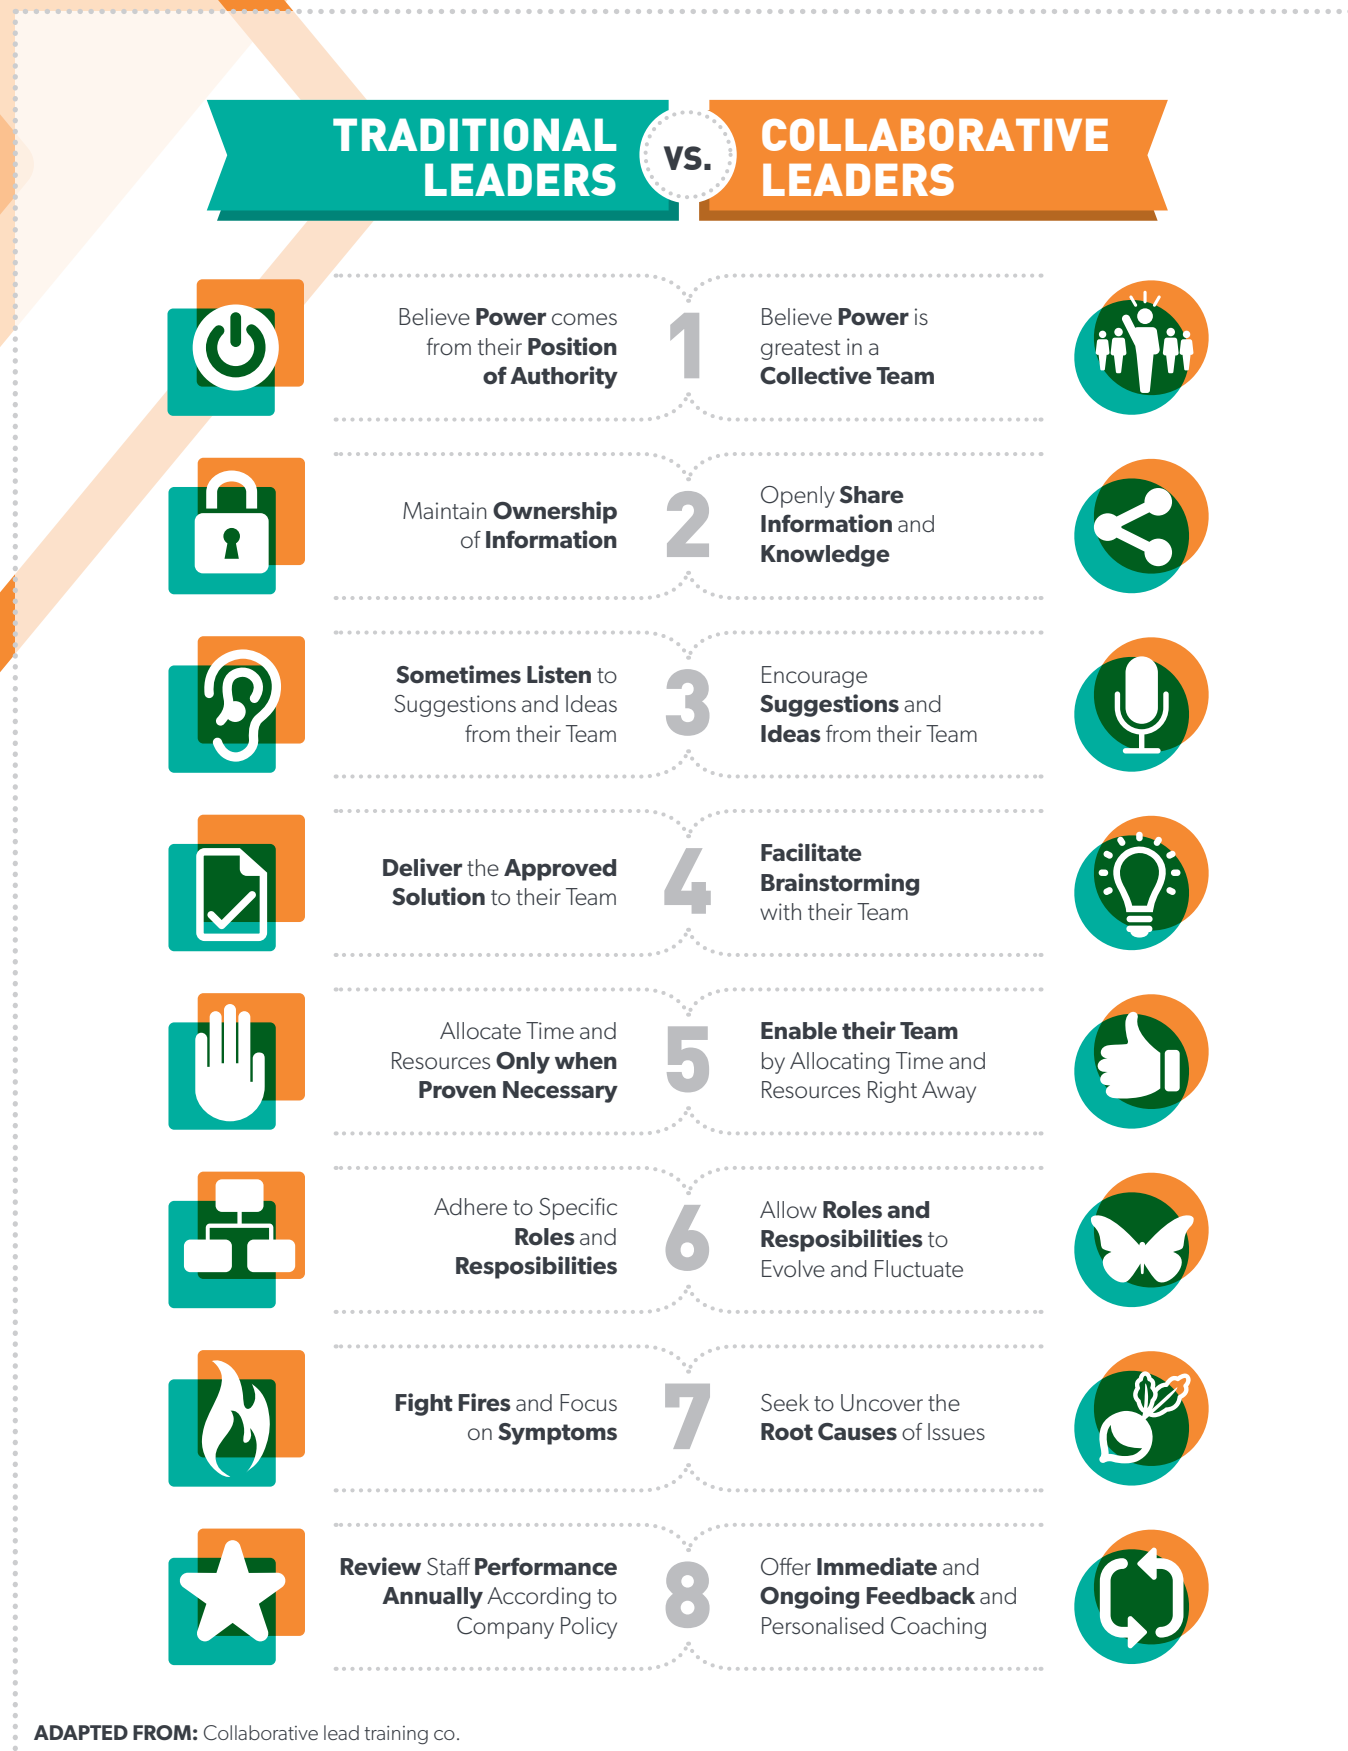 TRADITIONAL
LEADERS
VS.
COLLABORATIVE
LEADERS
Believe Power comes
from their Position
of Authority
1
Believe Power is
greatest in a
Collective Team
Maintain Ownership
of Information
2
Openly Share
Information and
Knowledge
Sometimes Listen to
Suggestions and Ideas
from their Team
3
Encourage
Suggestions and
Ideas from their Team
Deliver the Approved
Solution to their Team
4
Facilitate
Brainstorming
with their Team
Allocate Time and
Resources Only when
Proven Necessary
5
Enable their Team
by Allocating Time and
Resources Right Away
Adhere to Specific
Roles and
Resposibilities
6
Allow Roles and
Resposibilities to
Evolve and Fluctuate
Fight Fires and Focus
on Symptoms
7
Seek to Uncover the
Root Causes of Issues
Review Staff Performance
Annually According to
Company Policy
8
Offer Immediate and
Ongoing Feedback and
Personalised Coaching
ADAPTED FROM: Collaborative lead training co.